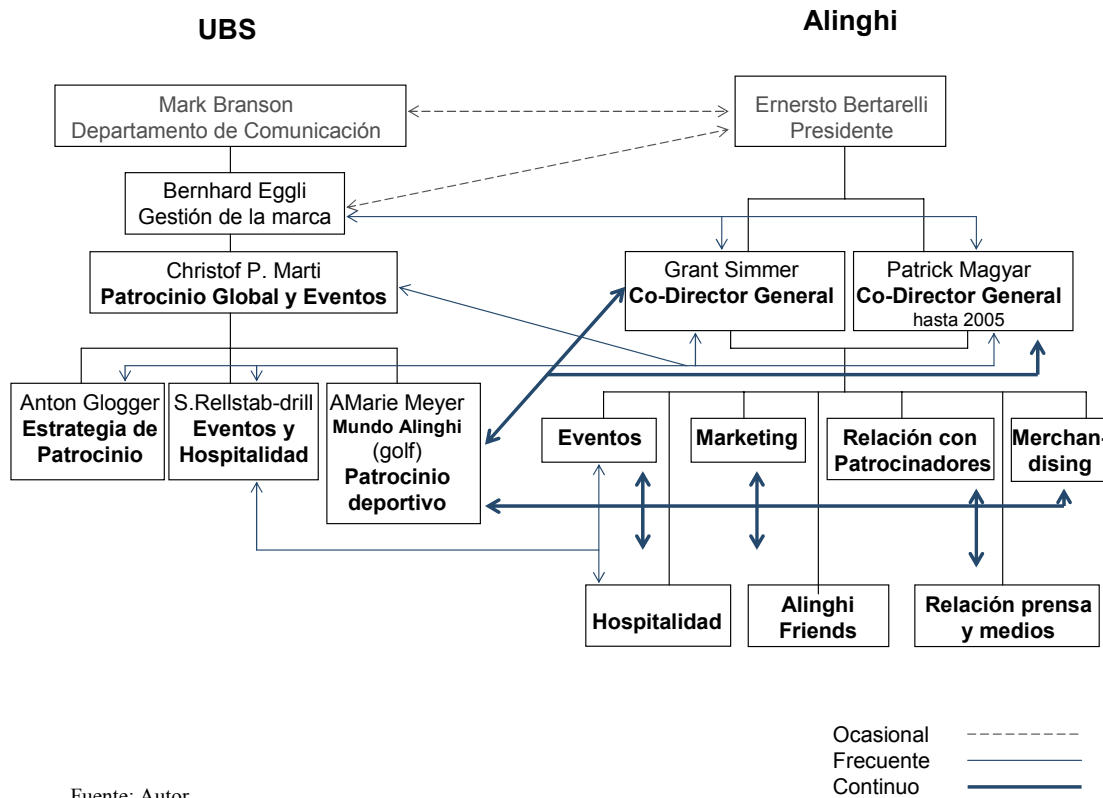 UBS
Alinghi
Mark Branson
Departamento de Comunicación
Ernersto Bertarelli
Presidente
Bernhard Eggli
Gestión de la marca
Christof P. Marti
Patrocinio Global y Eventos
Grant Simmer
Co-Director General
Patrick Magyar
Co-Director General
hasta 2005
Anton Glogger
Estrategia de
Patrocinio
S.Rellstab-drill
Eventos y
Hospitalidad
AMarie Meyer
Mundo Alinghi
(golf)
Patrocinio
deportivo
Eventos
Marketing
Relación con
Patrocinadores
Merchan-
dising
Hospitalidad
Alinghi
Friends
Relación prensa
y medios
Ocasional
Frecuente
Continuo
Fuente: Autor